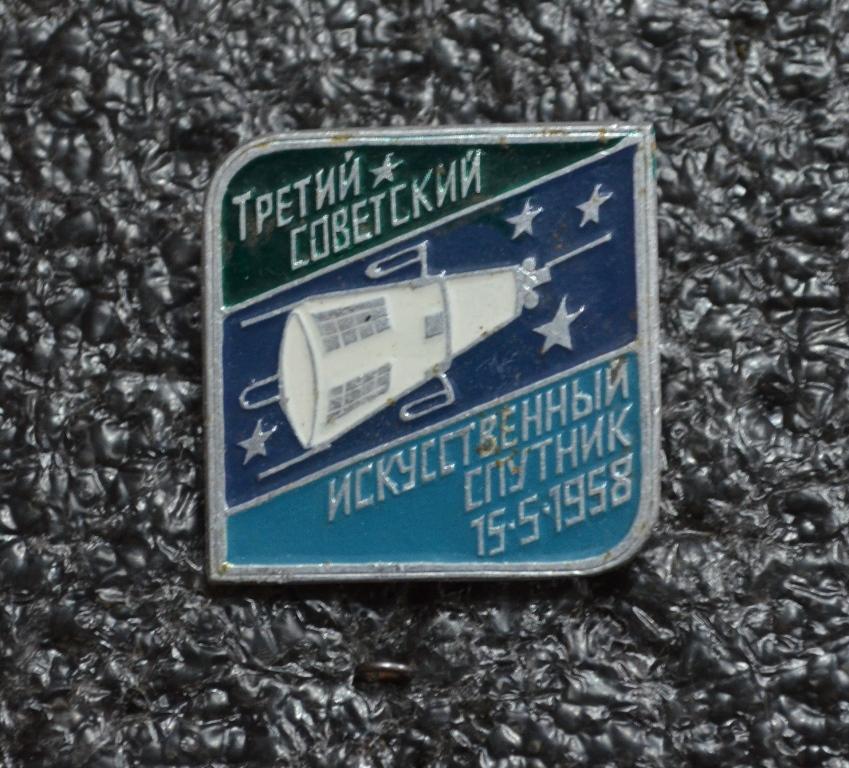 ТРЕТИЙ
СОВЕТСКИЙ
ИСКУССТВЕННЫЙ
СПУТНИК
15·5·1958